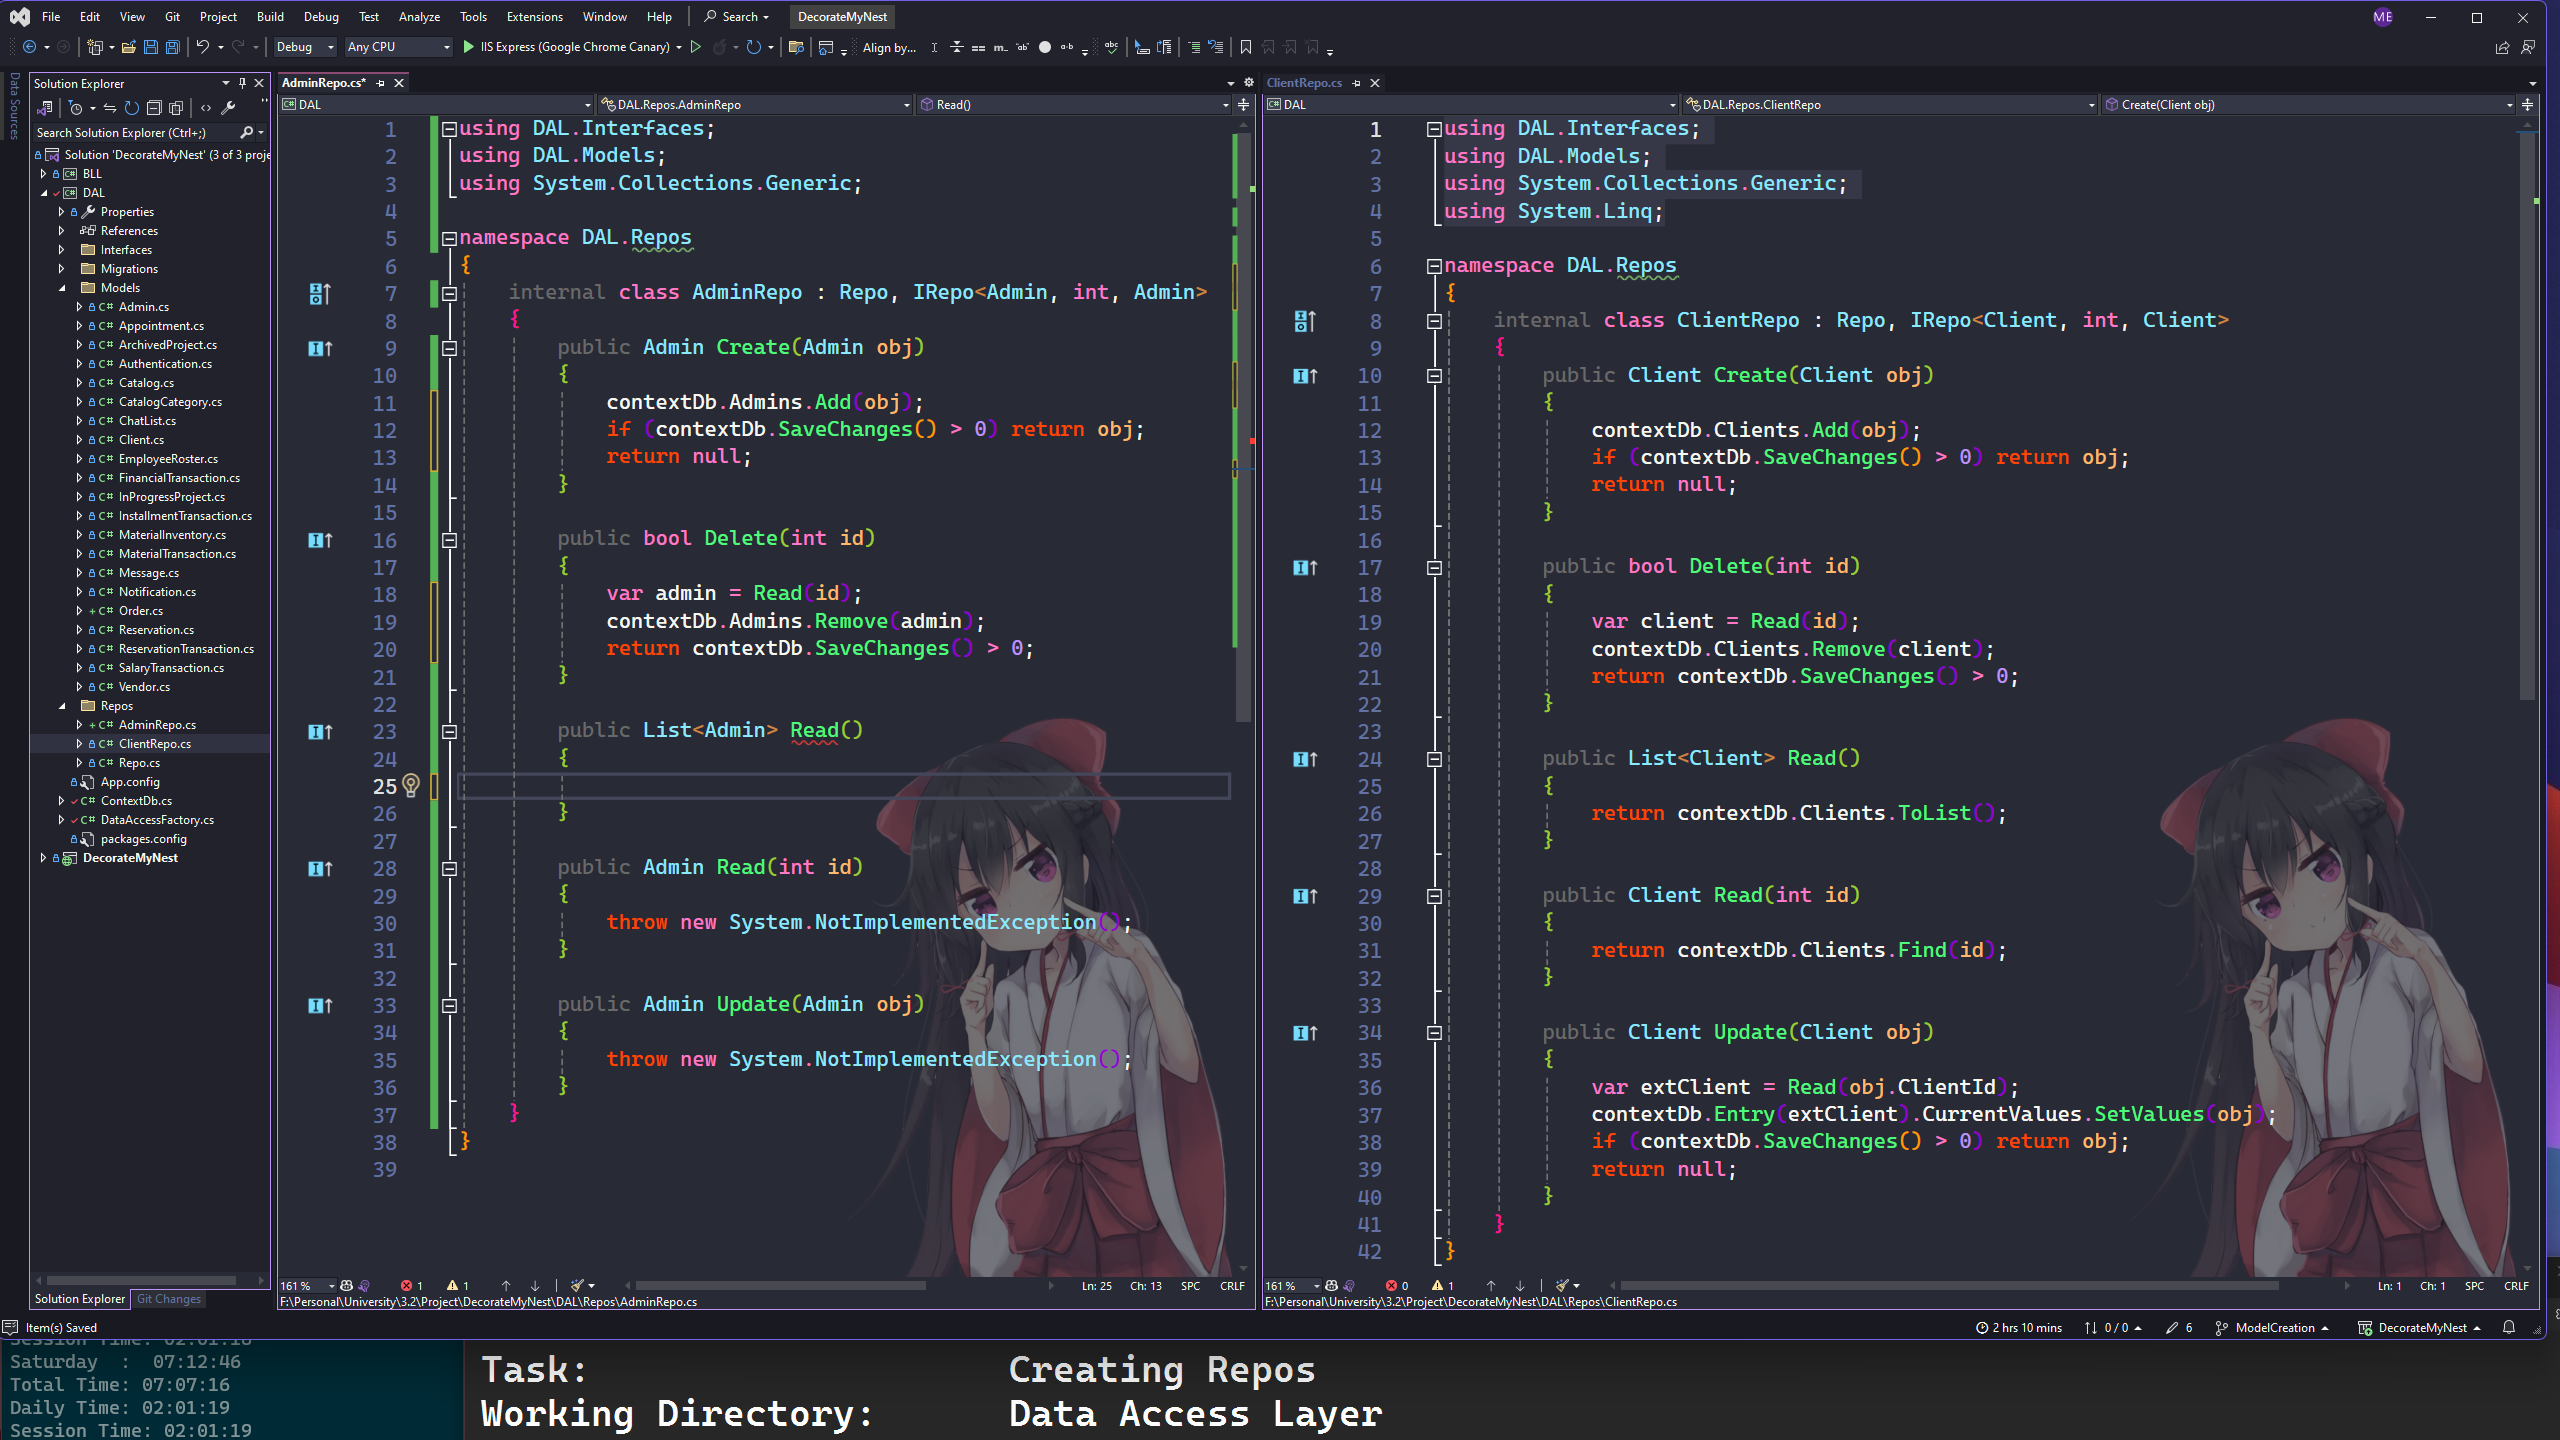 File Edit View Git Project Build Debug Test Analyze Tools Extensions Window Help Search DecorateMyNest ME
Debug Any CPU IIS Express (Google Chrome Canary) Align by...
Data Sources
Solution Explorer
Search Solution Explorer (Ctrl+;)
Solution 'DecorateMyNest' (3 of 3 proje
BLL
DAL
Properties
References
Interfaces
Migrations
Models
Admin.cs
Appointment.cs
ArchivedProject.cs
Authentication.cs
Catalog.cs
CatalogCategory.cs
ChatList.cs
Client.cs
EmployeeRoster.cs
FinancialTransaction.cs
InProgressProject.cs
InstallmentTransaction.cs
MaterialInventory.cs
MaterialTransaction.cs
Message.cs
Notification.cs
Order.cs
Reservation.cs
ReservationTransaction.cs
SalaryTransaction.cs
Vendor.cs
Repos
AdminRepo.cs
ClientRepo.cs
Repo.cs
App.config
ContextDb.cs
DataAccessFactory.cs
packages.config
DecorateMyNest
Solution Explorer Git Changes
AdminRepo.cs*
DAL DAL.Repos.AdminRepo Read()
1 using DAL.Interfaces;
2 using DAL.Models;
3 using System.Collections.Generic;
4
5 namespace DAL.Repos
6 {
7 internal class AdminRepo : Repo, IRepo<Admin, int, Admin>
8 {
9 public Admin Create(Admin obj)
10 {
11 contextDb.Admins.Add(obj);
12 if (contextDb.SaveChanges() > 0) return obj;
13 return null;
14 }
15
16 public bool Delete(int id)
17 {
18 var admin = Read(id);
19 contextDb.Admins.Remove(admin);
20 return contextDb.SaveChanges() > 0;
21 }
22
23 public List<Admin> Read()
24 {
25
26 }
27
28 public Admin Read(int id)
29 {
30 throw new System.NotImplementedException();
31 }
32
33 public Admin Update(Admin obj)
34 {
35 throw new System.NotImplementedException();
36 }
37 }
38 }
39
161 % 1 1 Ln: 25 Ch: 13 SPC CRLF
F:\Personal\University\3.2\Project\DecorateMyNest\DAL\Repos\AdminRepo.cs
ClientRepo.cs
DAL DAL.Repos.ClientRepo Create(Client obj)
1 using DAL.Interfaces;
2 using DAL.Models;
3 using System.Collections.Generic;
4 using System.Linq;
5
6 namespace DAL.Repos
7 {
8 internal class ClientRepo : Repo, IRepo<Client, int, Client>
9 {
10 public Client Create(Client obj)
11 {
12 contextDb.Clients.Add(obj);
13 if (contextDb.SaveChanges() > 0) return obj;
14 return null;
15 }
16
17 public bool Delete(int id)
18 {
19 var client = Read(id);
20 contextDb.Clients.Remove(client);
21 return contextDb.SaveChanges() > 0;
22 }
23
24 public List<Client> Read()
25 {
26 return contextDb.Clients.ToList();
27 }
28
29 public Client Read(int id)
30 {
31 return contextDb.Clients.Find(id);
32 }
33
34 public Client Update(Client obj)
35 {
36 var extClient = Read(obj.ClientId);
37 contextDb.Entry(extClient).CurrentValues.SetValues(obj);
38 if (contextDb.SaveChanges() > 0) return obj;
39 return null;
40 }
41 }
42 }
161 % 0 1 Ln: 1 Ch: 1 SPC CRLF
F:\Personal\University\3.2\Project\DecorateMyNest\DAL\Repos\ClientRepo.cs
Item(s) Saved 2 hrs 10 mins 0 / 0 6 ModelCreation DecorateMyNest
Session Time: 02:01:18
Saturday : 07:12:46
Total Time: 07:07:16
Daily Time: 02:01:19
Session Time: 02:01:19
Task: Creating Repos
Working Directory: Data Access Layer